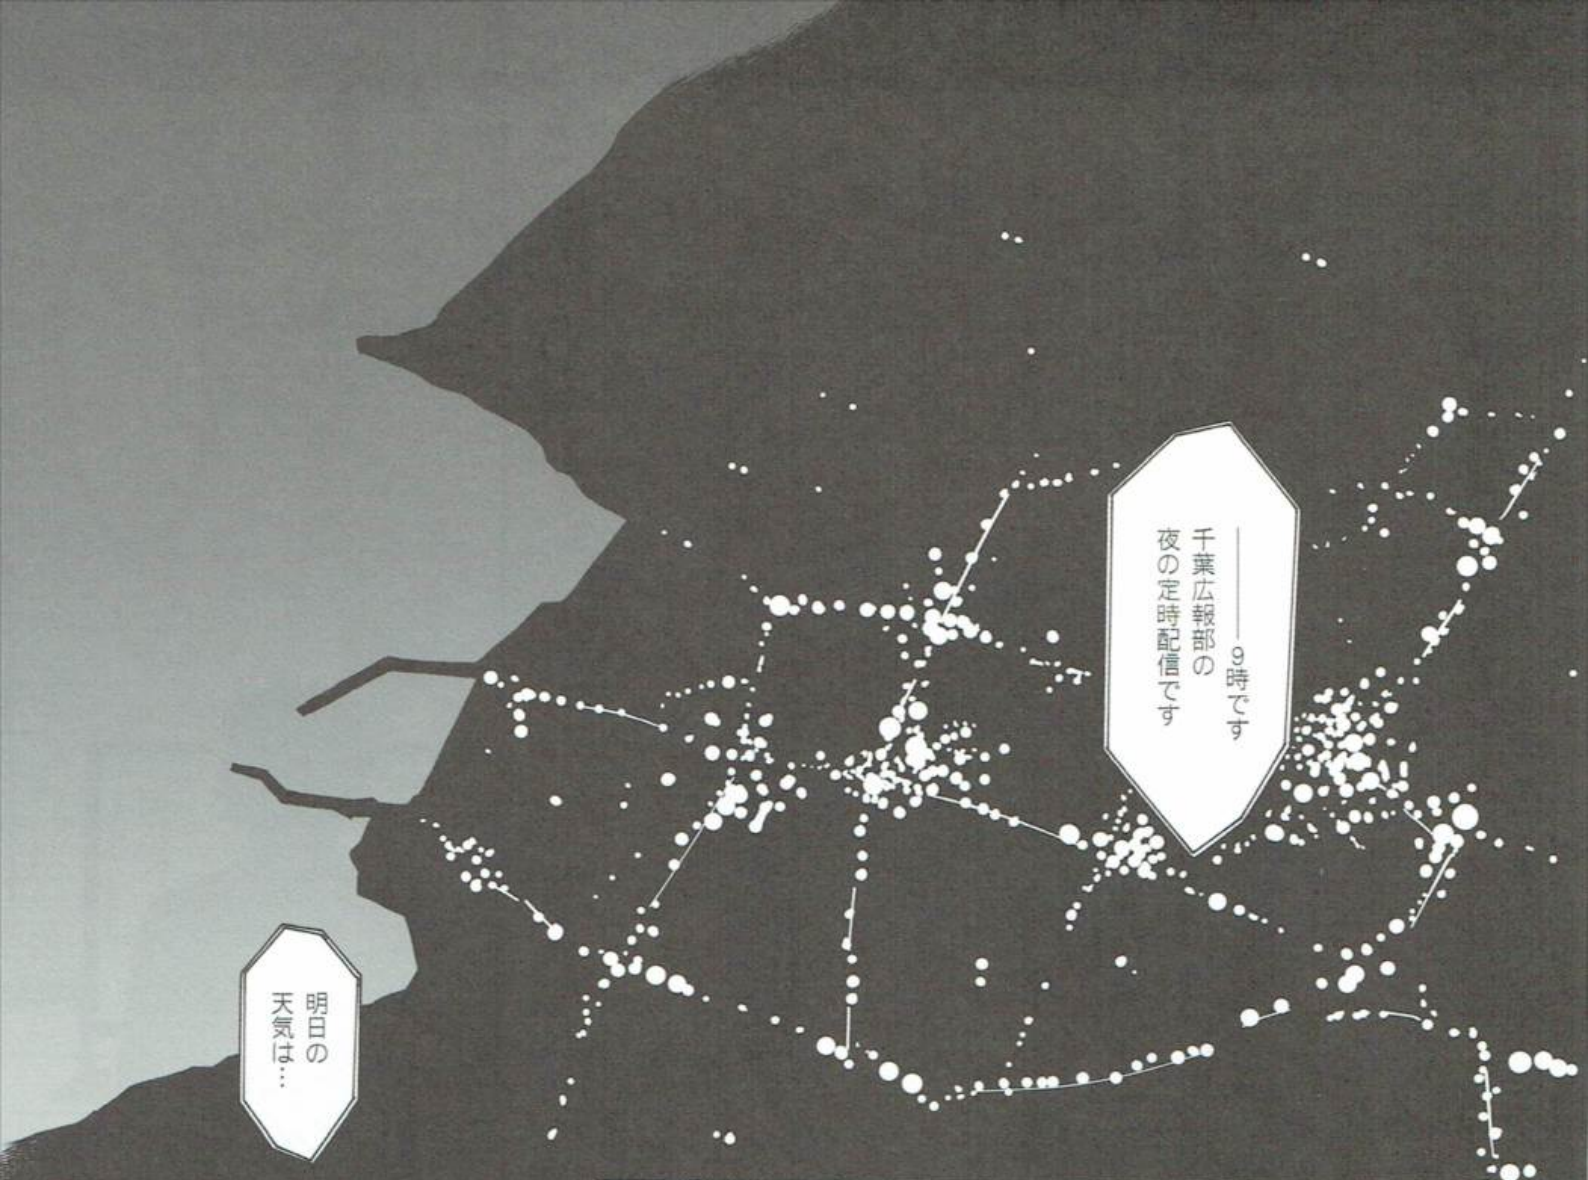 ――9時です
千葉広報部の
夜の定時配信です
明日の
天気は…